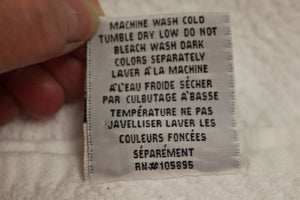 MACHINE WASH COLD
TUMBLE DRY LOW DO NOT
BLEACH WASH DARK
COLORS SEPARATELY
LAVER À LA MACHINE
À L'EAU FROIDE SÉCHER
PAR CULBUTAGE À BASSE
TEMPÉRATURE NE PAS
JAVELLISER LAVER LES
COULEURS FONCÉES
SÉPARÉMENT
RN#105895